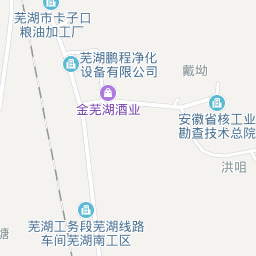 芜湖市卡子口
粮油加工厂
芜湖鹏程净化
设备有限公司
戴坳
金芜湖酒业
安徽省核工业
勘查技术总院
洪咀
芜湖工务段芜湖线路
车间芜湖南工区
塘